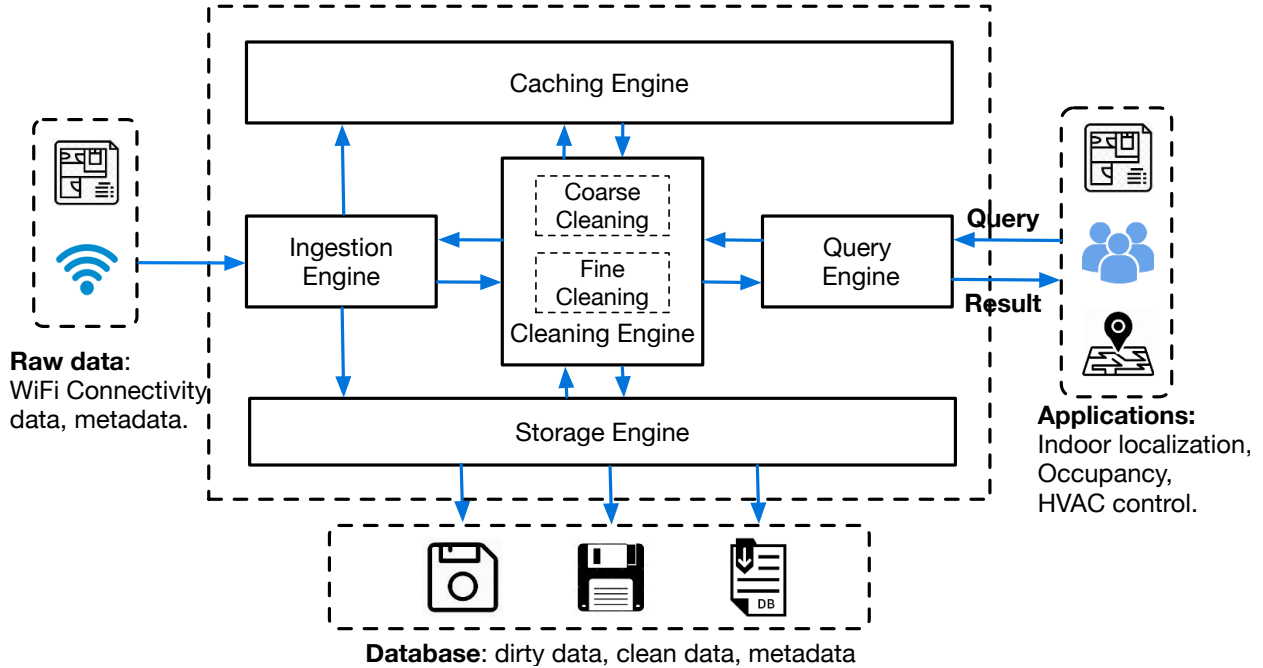 Caching Engine
Coarse
Cleaning
Fine
Cleaning
Cleaning Engine
Ingestion
Engine
Query
Engine
Query
Result
Raw data:
WiFi Connectivity
data, metadata.
Storage Engine
Applications:
Indoor localization,
Occupancy,
HVAC control.
DB
Database: dirty data, clean data, metadata